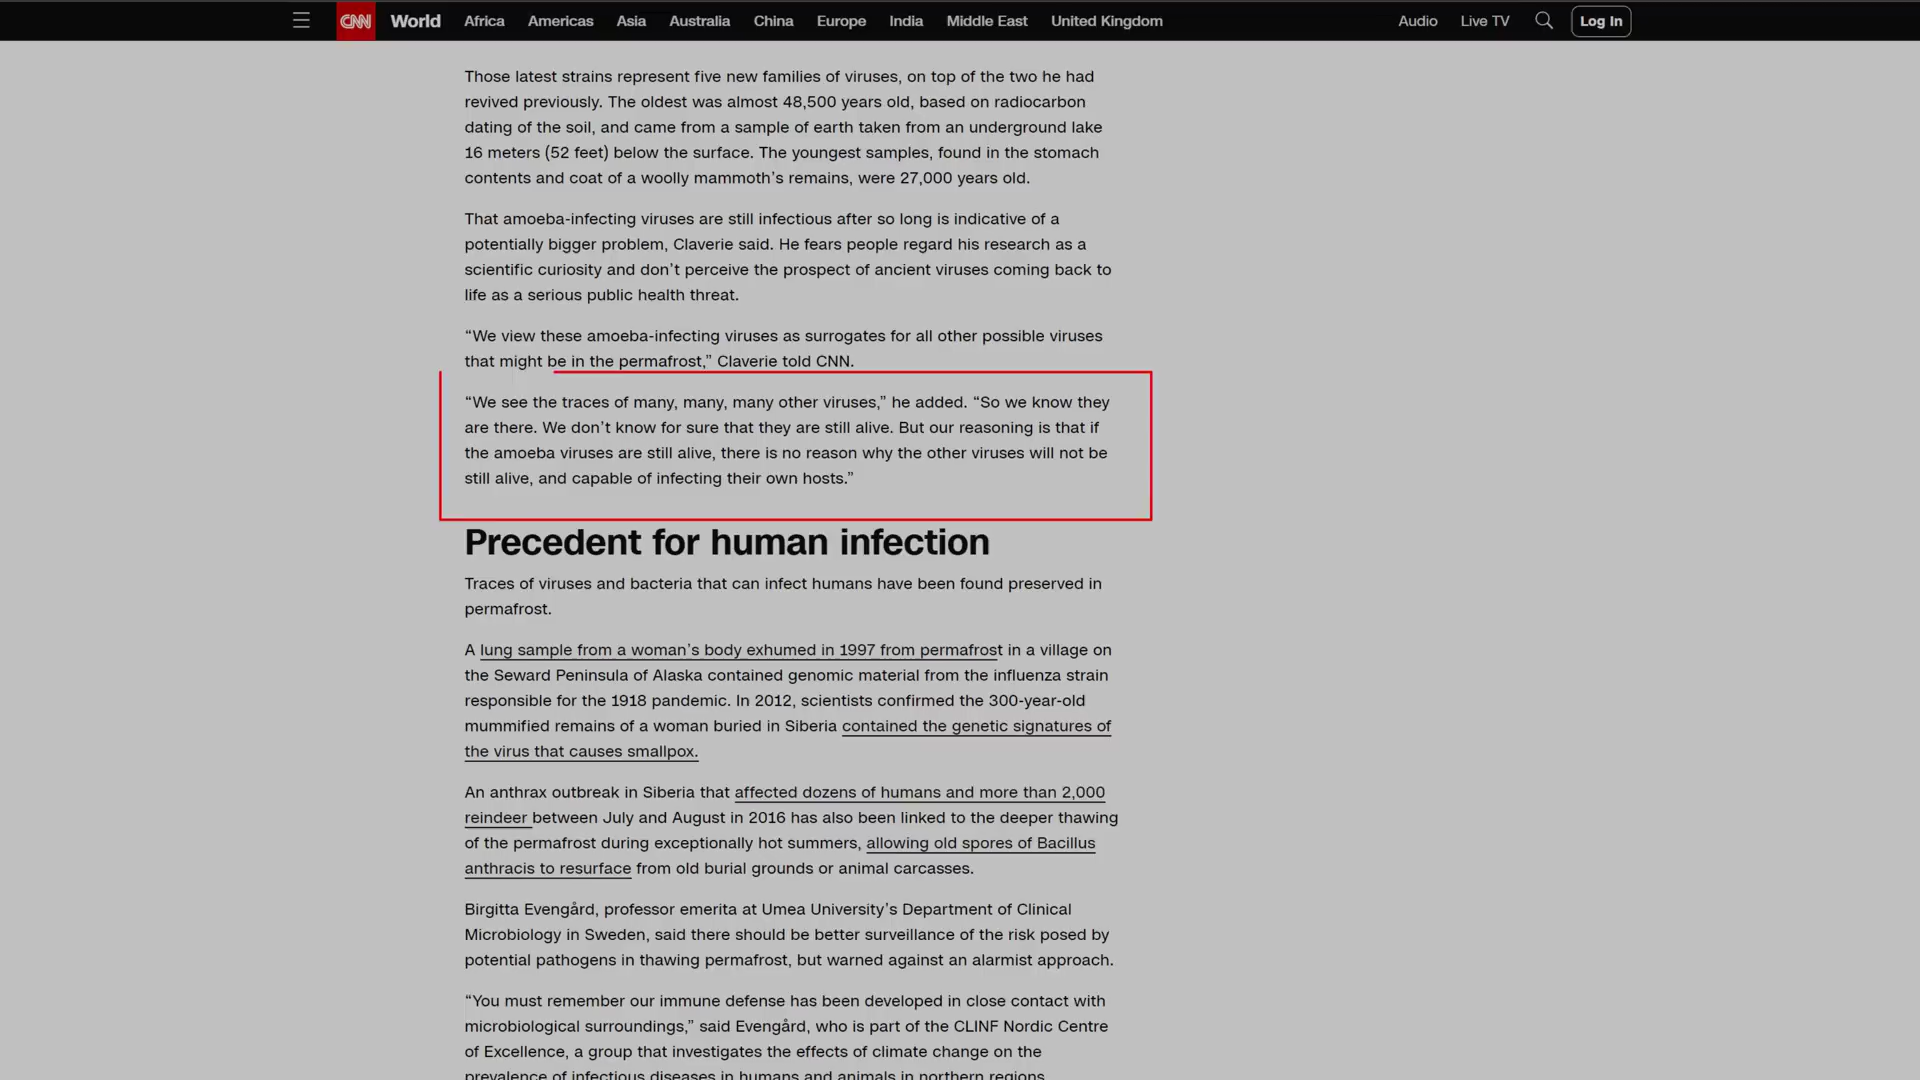 CNN World Africa Americas Asia Australia China Europe India Middle East United Kingdom Audio Live TV Log In
Those latest strains represent five new families of viruses, on top of the two he had
revived previously. The oldest was almost 48,500 years old, based on radiocarbon
dating of the soil, and came from a sample of earth taken from an underground lake
16 meters (52 feet) below the surface. The youngest samples, found in the stomach
contents and coat of a woolly mammoth’s remains, were 27,000 years old.
That amoeba-infecting viruses are still infectious after so long is indicative of a
potentially bigger problem, Claverie said. He fears people regard his research as a
scientific curiosity and don’t perceive the prospect of ancient viruses coming back to
life as a serious public health threat.
“We view these amoeba-infecting viruses as surrogates for all other possible viruses
that might be in the permafrost,” Claverie told CNN.
“We see the traces of many, many, many other viruses,” he added. “So we know they
are there. We don’t know for sure that they are still alive. But our reasoning is that if
the amoeba viruses are still alive, there is no reason why the other viruses will not be
still alive, and capable of infecting their own hosts.”
Precedent for human infection
Traces of viruses and bacteria that can infect humans have been found preserved in
permafrost.
A lung sample from a woman’s body exhumed in 1997 from permafrost in a village on
the Seward Peninsula of Alaska contained genomic material from the influenza strain
responsible for the 1918 pandemic. In 2012, scientists confirmed the 300-year-old
mummified remains of a woman buried in Siberia contained the genetic signatures of
the virus that causes smallpox.
An anthrax outbreak in Siberia that affected dozens of humans and more than 2,000
reindeer between July and August in 2016 has also been linked to the deeper thawing
of the permafrost during exceptionally hot summers, allowing old spores of Bacillus
anthracis to resurface from old burial grounds or animal carcasses.
Birgitta Evengård, professor emerita at Umea University’s Department of Clinical
Microbiology in Sweden, said there should be better surveillance of the risk posed by
potential pathogens in thawing permafrost, but warned against an alarmist approach.
“You must remember our immune defense has been developed in close contact with
microbiological surroundings,” said Evengård, who is part of the CLINF Nordic Centre
of Excellence, a group that investigates the effects of climate change on the
prevalence of infectious diseases in humans and animals in northern regions.